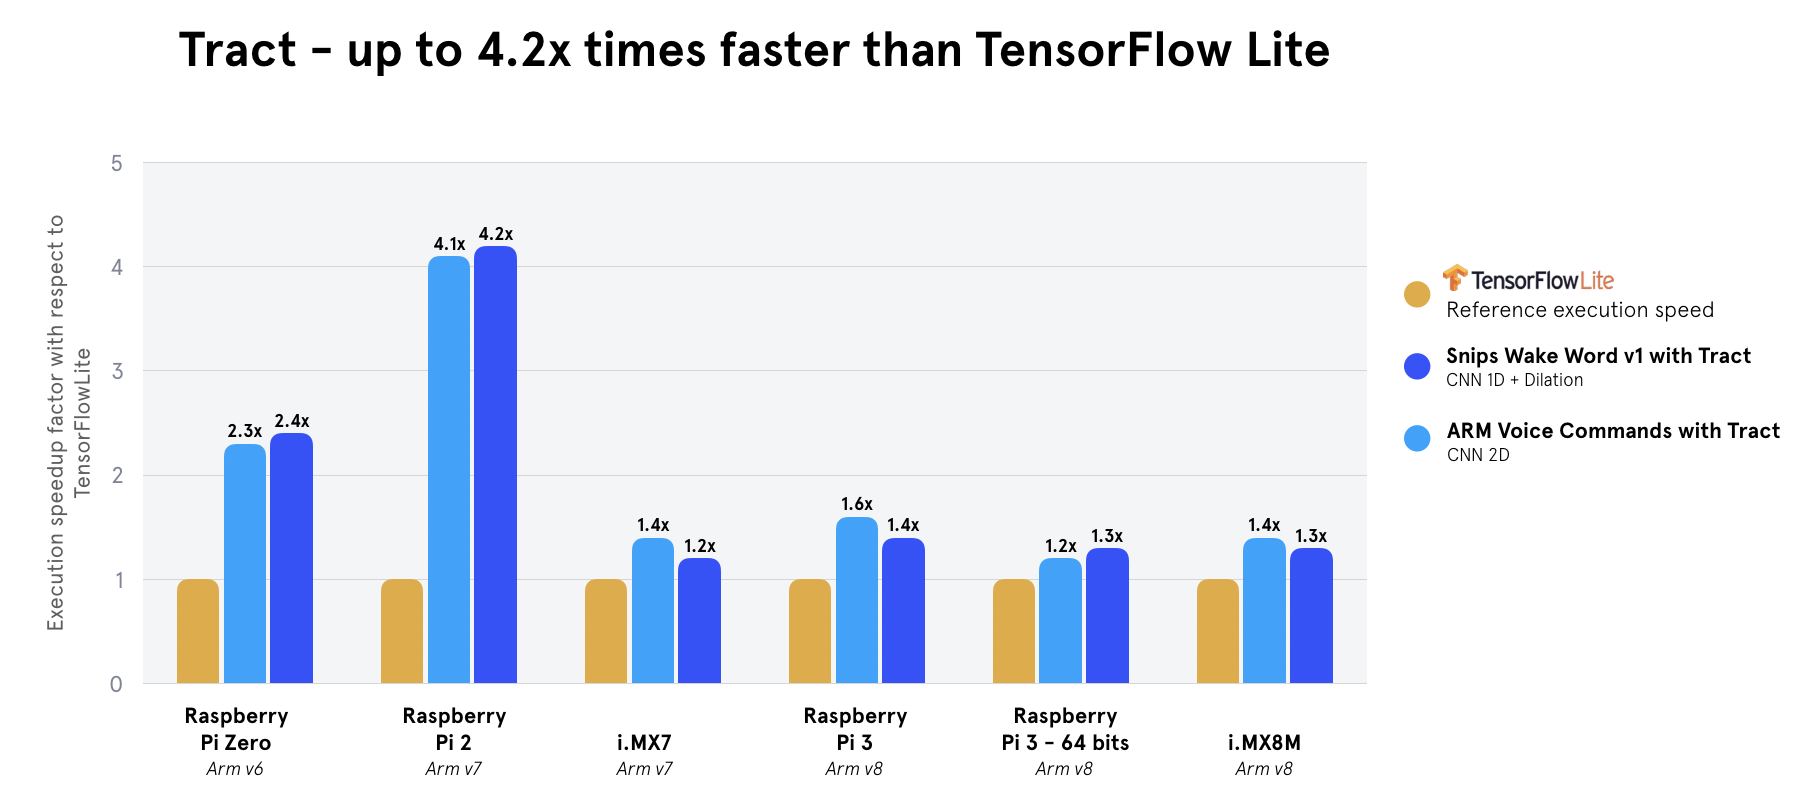 Tract - up to 4.2x times faster than TensorFlow Lite
Execution speedup factor with respect to
TensorFlowLite
5
4
3
2
1
0
2.3x
2.4x
4.1x
4.2x
1.4x
1.2x
1.6x
1.4x
1.2x
1.3x
1.4x
1.3x
Raspberry
Pi Zero
Arm v6
Raspberry
Pi 2
Arm v7
i.MX7
Arm v7
Raspberry
Pi 3
Arm v8
Raspberry
Pi 3 - 64 bits
Arm v8
i.MX8M
Arm v8
TensorFlow Lite
Reference execution speed
Snips Wake Word v1 with Tract
CNN 1D + Dilation
ARM Voice Commands with Tract
CNN 2D